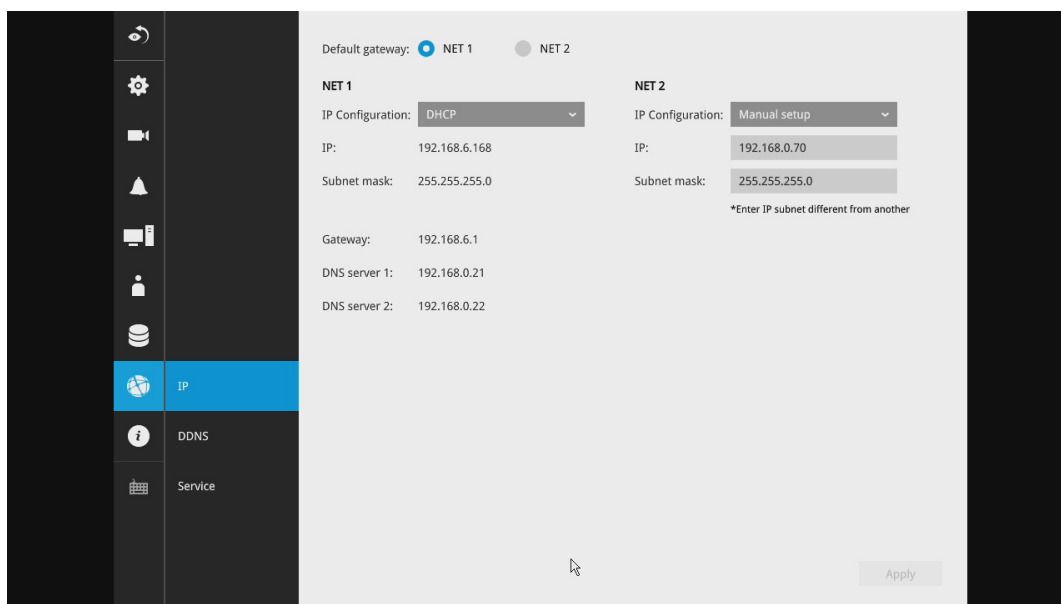 Default gateway: NET 1 NET 2
NET 1 NET 2
IP Configuration: DHCP IP Configuration: Manual setup
IP: 192.168.6.168 IP: 192.168.0.70
Subnet mask: 255.255.255.0 Subnet mask: 255.255.255.0
*Enter IP subnet different from another
Gateway: 192.168.6.1
DNS server 1: 192.168.0.21
DNS server 2: 192.168.0.22
IP
DDNS
Service
Apply